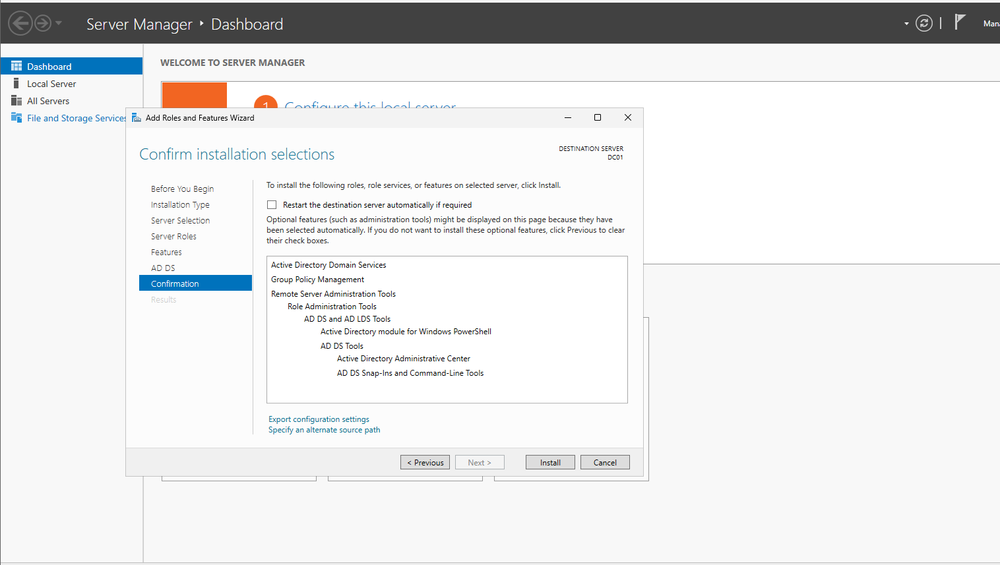 Server Manager ‣ Dashboard
Dashboard
Local Server
All Servers
File and Storage Services
WELCOME TO SERVER MANAGER
1 Configure this local server
Add Roles and Features Wizard
Confirm installation selections
DESTINATION SERVER
DC01
Before You Begin
Installation Type
Server Selection
Server Roles
Features
AD DS
Confirmation
Results
To install the following roles, role services, or features on selected server, click Install.
Restart the destination server automatically if required
Optional features (such as administration tools) might be displayed on this page because they have
been selected automatically. If you do not want to install these optional features, click Previous to clear
their check boxes.
Active Directory Domain Services
Group Policy Management
Remote Server Administration Tools
Role Administration Tools
AD DS and AD LDS Tools
Active Directory module for Windows PowerShell
AD DS Tools
Active Directory Administrative Center
AD DS Snap-Ins and Command-Line Tools
Export configuration settings
Specify an alternate source path
< Previous
Next >
Install
Cancel